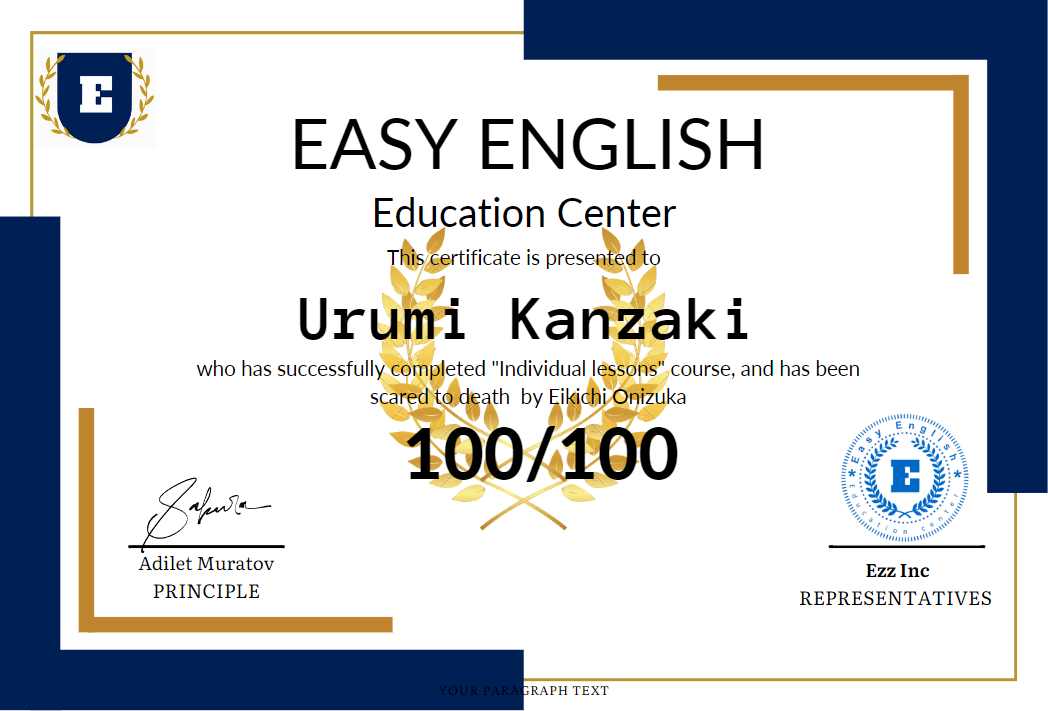 E
EASY ENGLISH
Education Center
This certificate is presented to
Urumi Kanzaki
who has successfully completed "Individual lessons" course, and has been
scared to death by Eikichi Onizuka
100/100
Easy English
E
Education center
Adilet Muratov
PRINCIPLE
Ezz Inc
REPRESENTATIVES
YOUR PARAGRAPH TEXT